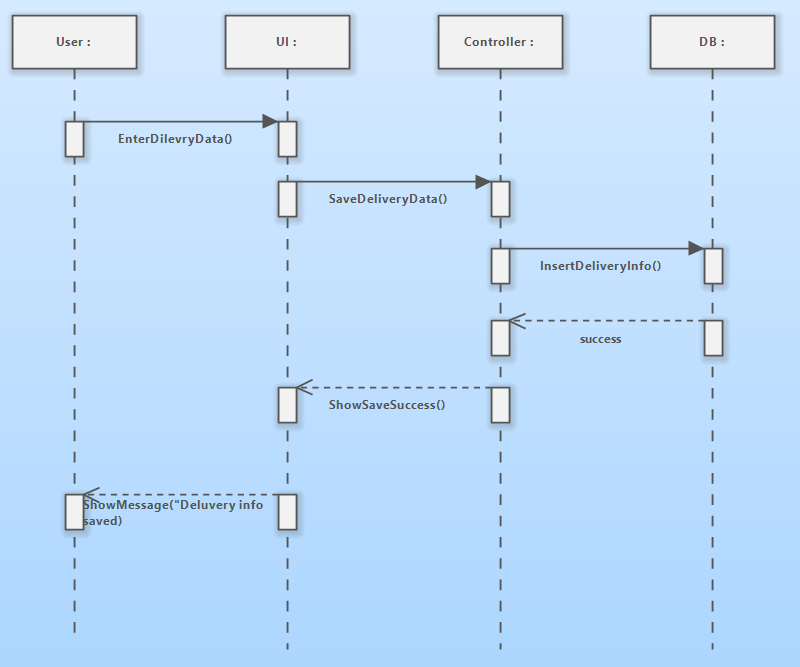 User :
UI :
Controller :
DB :
EnterDilevryData()
SaveDeliveryData()
InsertDeliveryInfo()
success
ShowSaveSuccess()
ShowMessage("Deluvery info
saved)